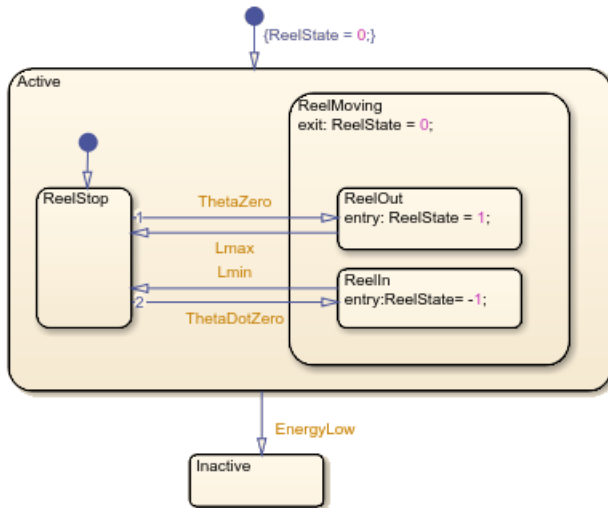 {ReelState = 0;}
Active
ReelMoving
exit: ReelState = 0;
ReelStop
1
ThetaZero
ReelOut
entry: ReelState = 1;
Lmax
Lmin
ReelIn
entry:ReelState= -1;
2
ThetaDotZero
EnergyLow
Inactive